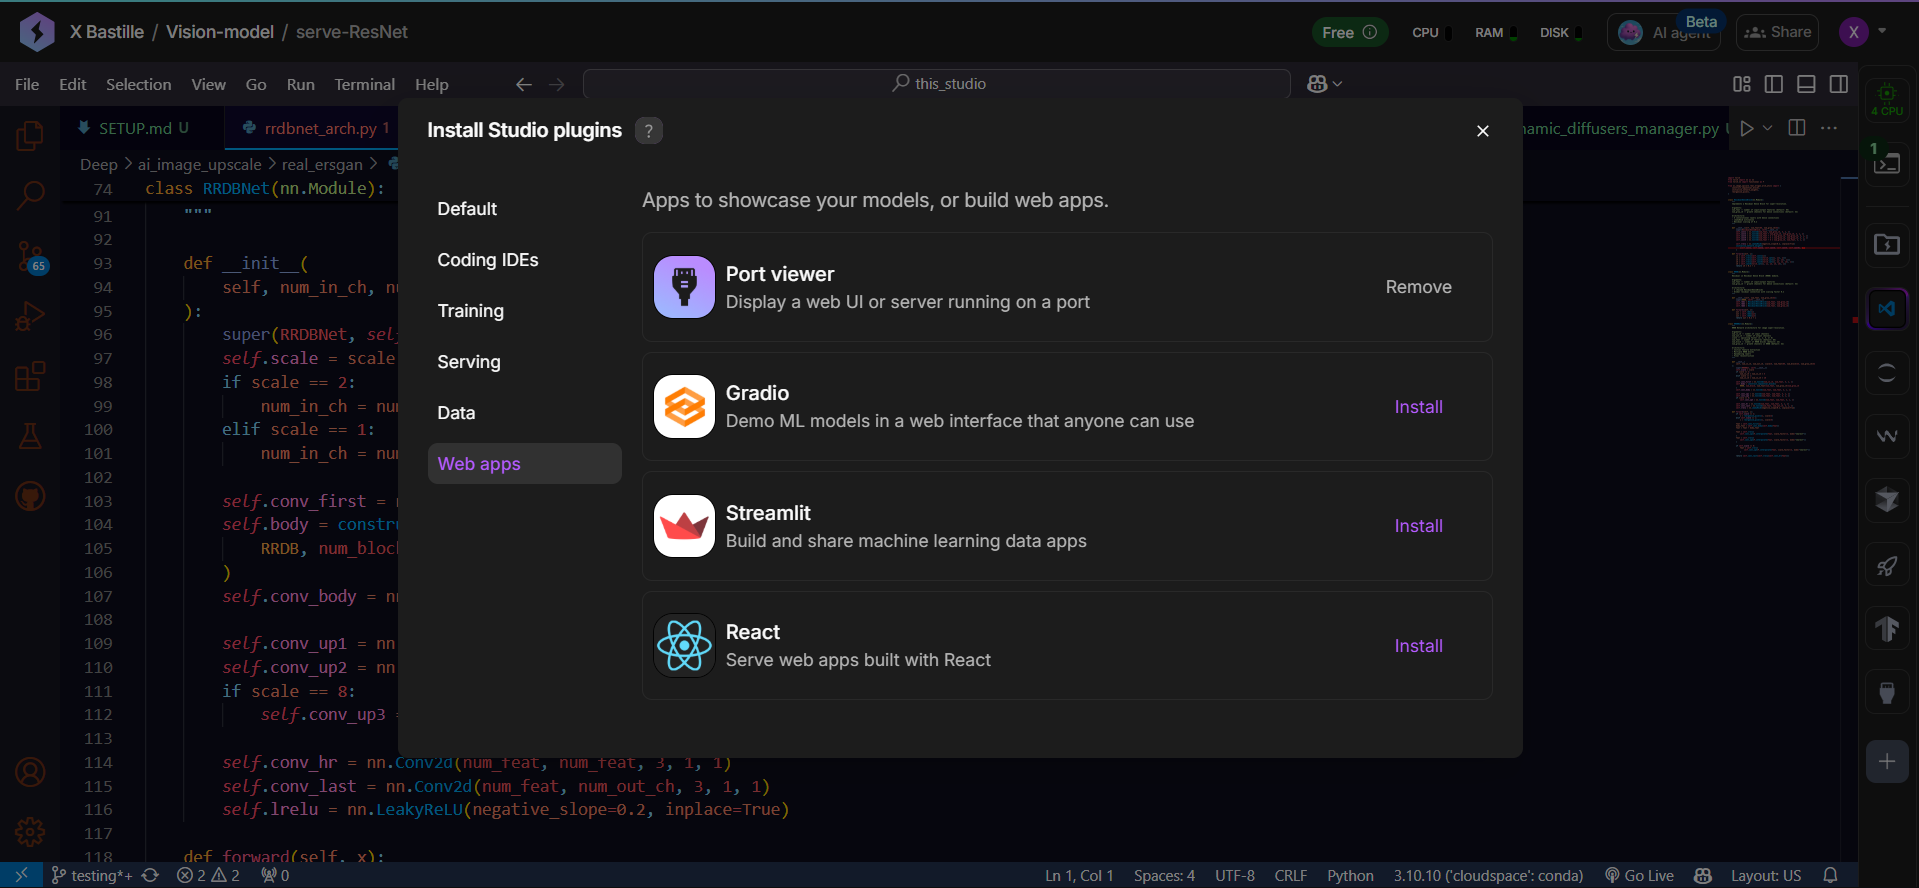 X Bastille / Vision-model / serve-ResNet
Free CPU RAM DISK AI agent Beta Share X
File Edit Selection View Go Run Terminal Help this_studio
4 CPU
SETUP.md U rrdbnet_arch.py 1
namic_diffusers_manager.py
Deep > ai_image_upscale > real_ersgan >
1
65
74 class RRDBNet(nn.Module):
91 """
92
93 def __init__(
94 self, num_in_ch,
95 ):
96 super(RRDBNet,
97 self.scale = scale
98 if scale == 2:
99 num_in_ch =
100 elif scale == 1:
101 num_in_ch =
102
103 self.conv_first =
104 self.body =
105 RRDB,
106 )
107 self.conv_body =
108
109 self.conv_up1 = nn
110 self.conv_up2 = nn
111 if scale == 8:
112 self.conv_up3 =
113
114 self.conv_hr = nn.Conv2d(num_feat, num_feat, 3, 1, 1)
115 self.conv_last = nn.Conv2d(num_feat, num_out_ch, 3, 1, 1)
116 self.lrelu = nn.LeakyReLU(negative_slope=0.2, inplace=True)
117
118 def forward(self, x):
Install Studio plugins ?
Default
Coding IDEs
Training
Serving
Data
Web apps
Apps to showcase your models, or build web apps.
Port viewer
Display a web UI or server running on a port
Remove
Gradio
Demo ML models in a web interface that anyone can use
Install
Streamlit
Build and share machine learning data apps
Install
React
Serve web apps built with React
Install
testing*+ 2 2 0 Ln 1, Col 1 Spaces: 4 UTF-8 CRLF Python 3.10.10 ('cloudspace': conda) Go Live Layout: US